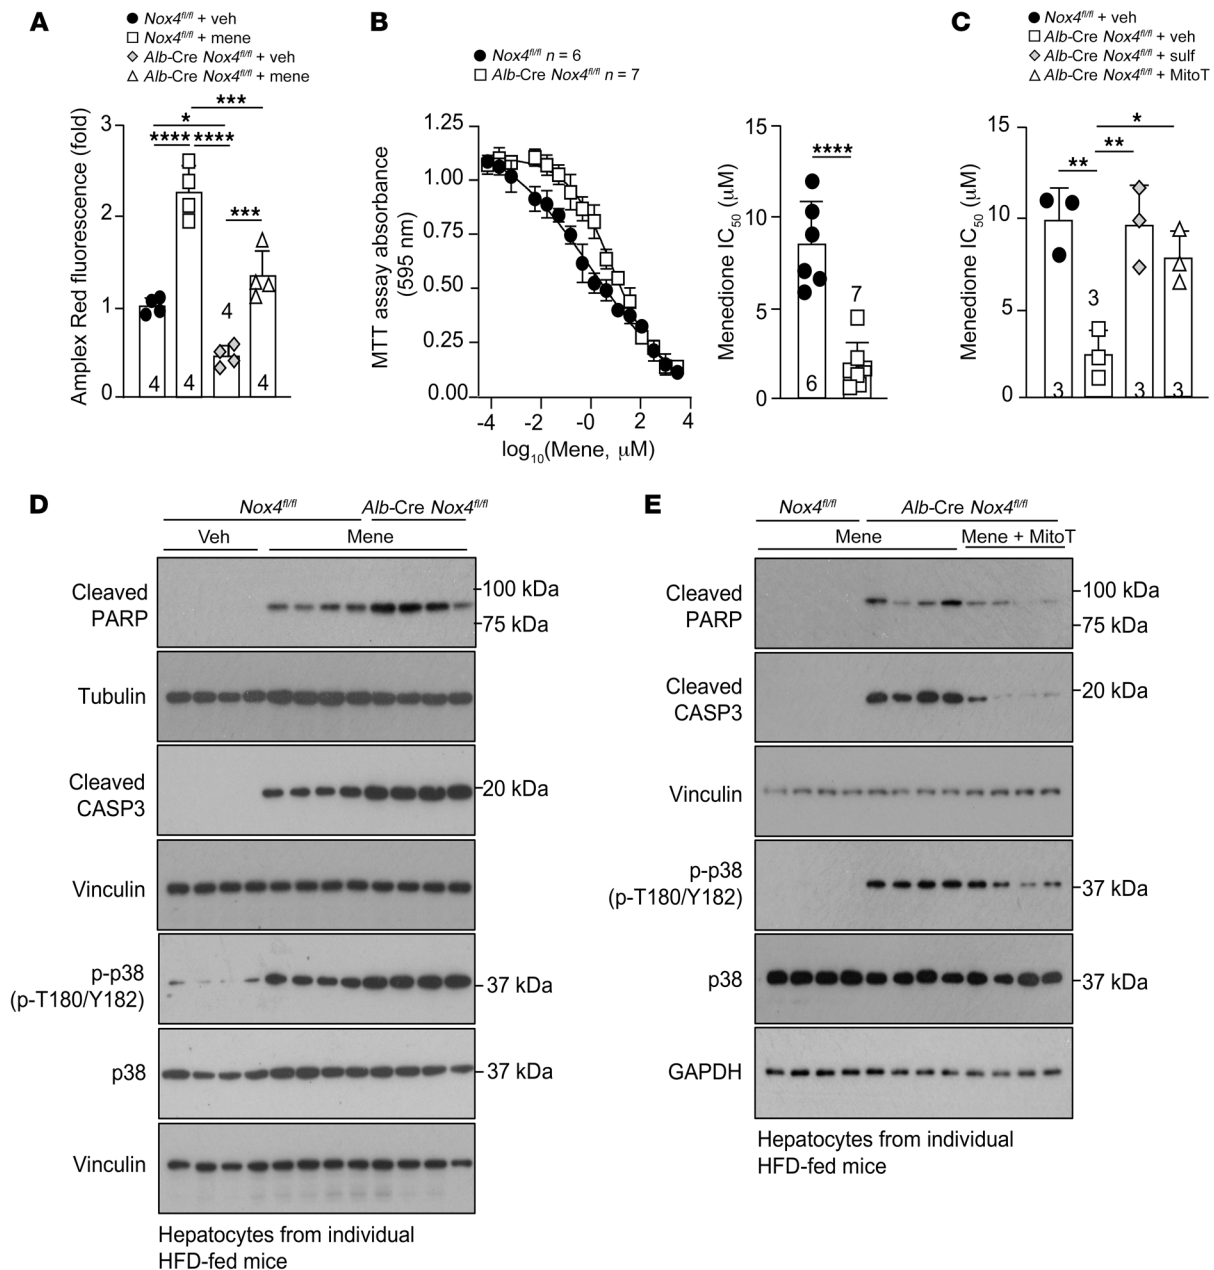 A
Nox4fl/fl + veh
Nox4fl/fl + mene
Alb-Cre Nox4fl/fl + veh
Alb-Cre Nox4fl/fl + mene
Amplex Red fluorescence (fold)
3
2
1
0
***
*
**** ****
***
4
4
4
4
B
Nox4fl/fl n = 6
Alb-Cre Nox4fl/fl n = 7
MTT assay absorbance
(595 nm)
1.25
1.00
0.75
0.50
0.25
0.00
-4 -2 -0 2 4
log10(Mene, μM)
Menedione IC50 (μM)
15
10
5
0
****
7
6
C
Nox4fl/fl + veh
Alb-Cre Nox4fl/fl + veh
Alb-Cre Nox4fl/fl + sulf
Alb-Cre Nox4fl/fl + MitoT
Menedione IC50 (μM)
15
10
5
0
*
**
**
3
3
3
3
D
Nox4fl/fl Alb-Cre Nox4fl/fl
Veh Mene
Cleaved
PARP
100 kDa
75 kDa
Tubulin
Cleaved
CASP3
20 kDa
Vinculin
p-p38
(p-T180/Y182)
37 kDa
p38
37 kDa
Vinculin
Hepatocytes from individual
HFD-fed mice
E
Nox4fl/fl Alb-Cre Nox4fl/fl
Mene Mene + MitoT
Cleaved
PARP
100 kDa
75 kDa
Cleaved
CASP3
20 kDa
Vinculin
p-p38
(p-T180/Y182)
37 kDa
p38
37 kDa
GAPDH
Hepatocytes from individual
HFD-fed mice